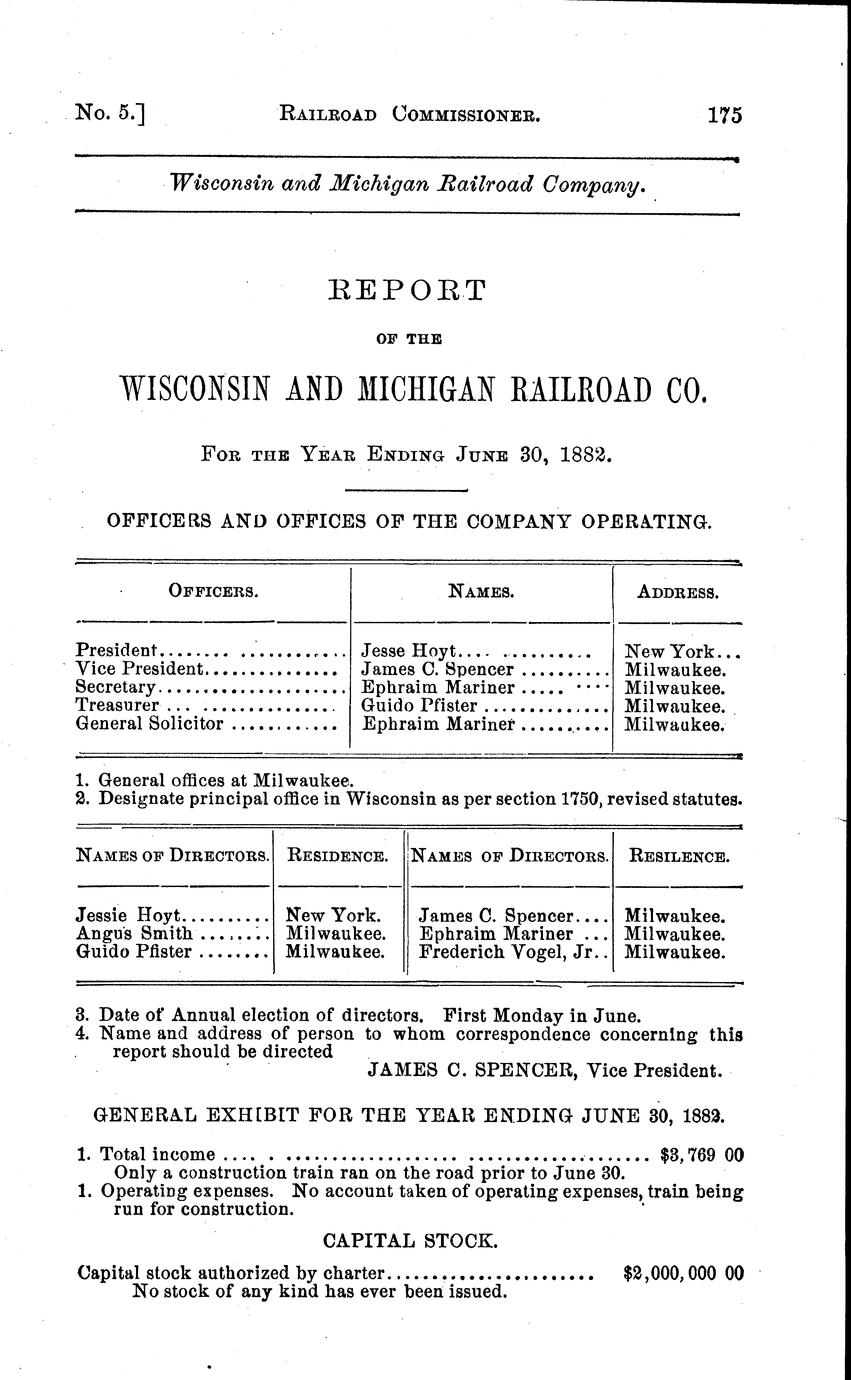 No. 5.] RAILROAD COMMISSIONER. 175
Wisconsin and Michigan Railroad Company.
REPORT
OF THE
WISCONSIN AND MICHIGAN RAILROAD CO.
FOR THE YEAR ENDING JUNE 30, 1882.
OFFICERS AND OFFICES OF THE COMPANY OPERATING.
OFFICERS. NAMES. ADDRESS.
President.................... Jesse Hoyt.............. New York...
Vice President............... James C. Spencer .......... Milwaukee.
Secretary..................... Ephraim Mariner ......... Milwaukee.
Treasurer .................. Guido Pfister .............. Milwaukee.
General Solicitor ............ Ephraim Mariner .......... Milwaukee.
1. General offices at Milwaukee.
2. Designate principal office in Wisconsin as per section 1750, revised statutes.
NAMES OF DIRECTORS. RESIDENCE. NAMES OF DIRECTORS. RESILENCE.
Jessie Hoyt.......... New York. James C. Spencer.... Milwaukee.
Angus Smith ........ Milwaukee. Ephraim Mariner ... Milwaukee.
Guido Pfister ........ Milwaukee. Frederich Vogel, Jr.. Milwaukee.
3. Date of Annual election of directors. First Monday in June.
4. Name and address of person to whom correspondence concerning this
report should be directed
JAMES C. SPENCER, Vice President.
GENERAL EXHIBIT FOR THE YEAR ENDING JUNE 30, 1882.
1. Total income .... . ................... .................... $3,769 00
Only a construction train ran on the road prior to June 30.
1. Operating expenses. No account taken of operating expenses, train being
run for construction.
CAPITAL STOCK.
Capital stock authorized by charter....................... $2,000,000 00
No stock of any kind has ever been issued.